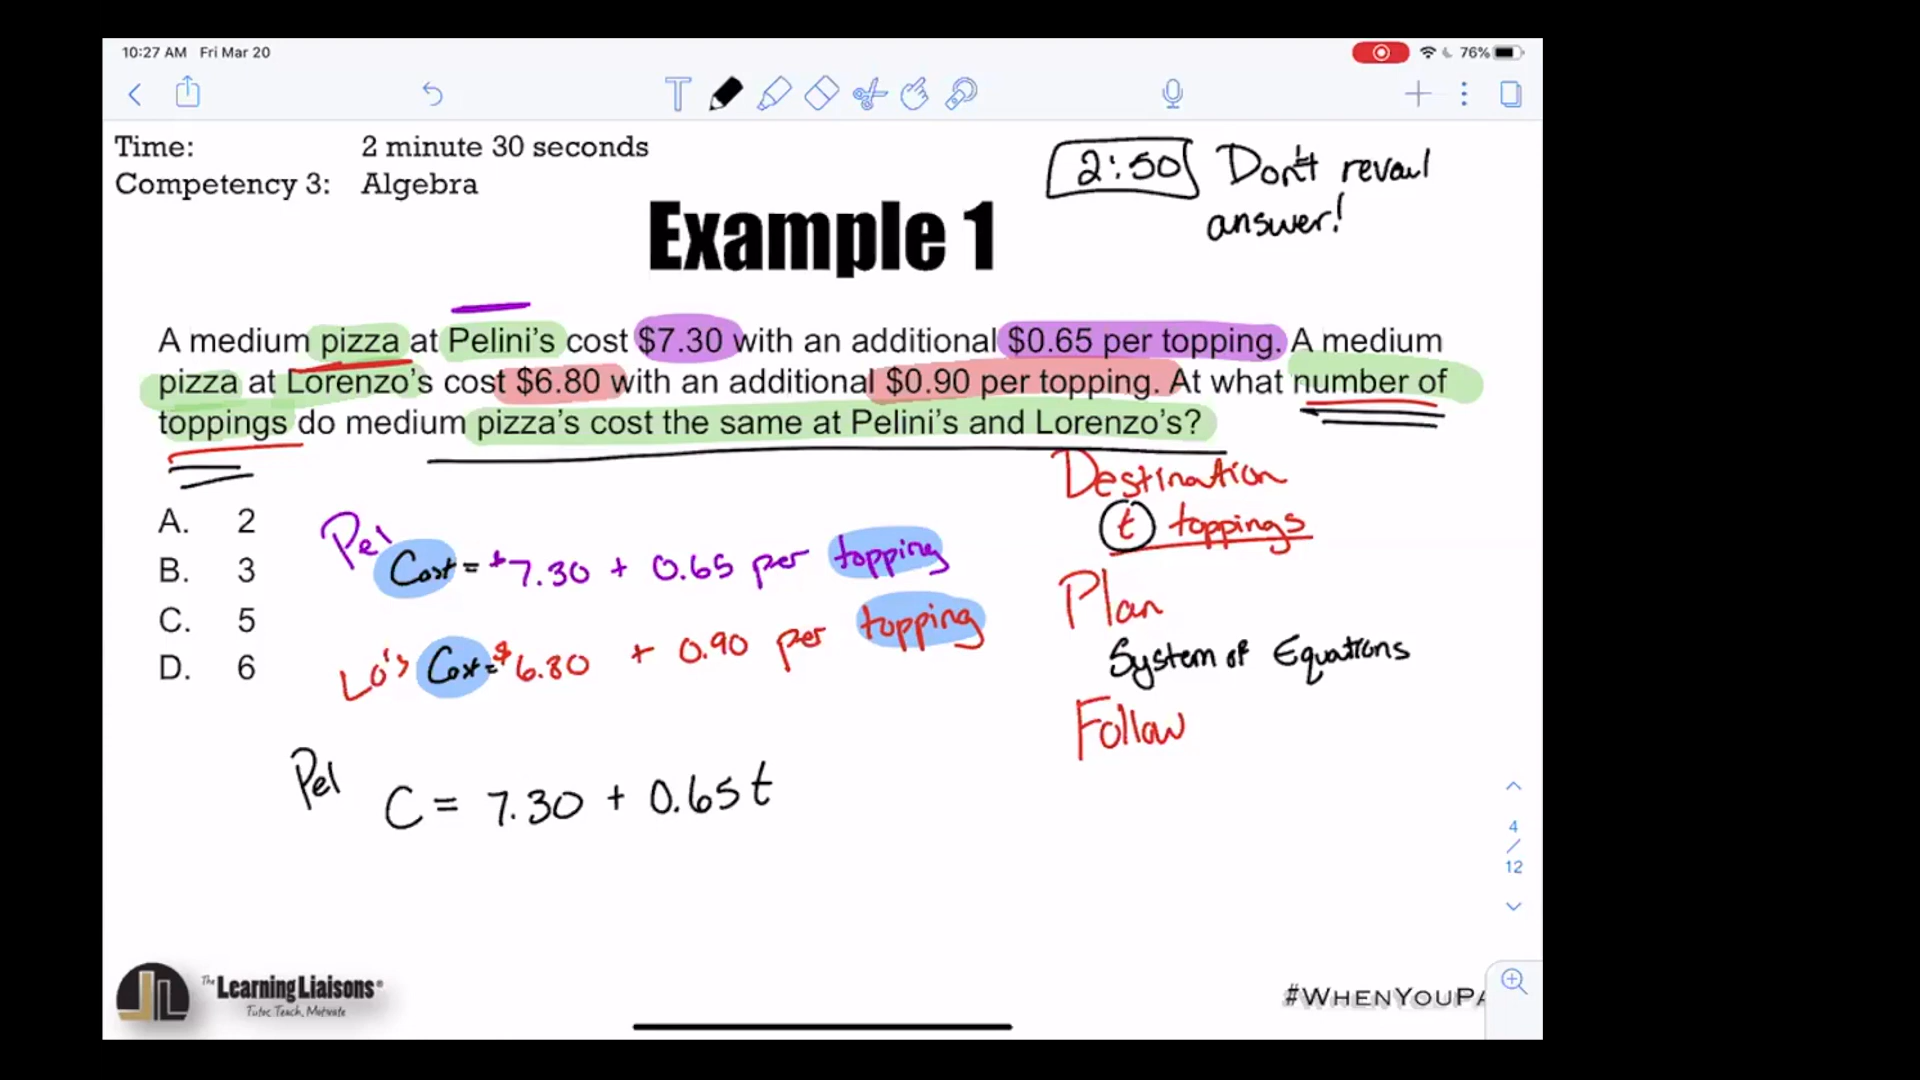 10:27 AM Fri Mar 20
76%
Time: 2 minute 30 seconds
Competency 3: Algebra
2:50 Don't reval
answer!
Example 1
A medium pizza at Pelini's cost $7.30 with an additional $0.65 per topping. A medium
pizza at Lorenzo's cost $6.80 with an additional $0.90 per topping. At what number of
toppings do medium pizza's cost the same at Pelini's and Lorenzo's?
Destination
t toppings
A. 2
B. 3
C. 5
D. 6
Pel Cost = $7.30 + 0.65 per topping
Lo's Cost = $6.80 + 0.90 per topping
Plan
System of Equations
Follow
Pel C = 7.30 + 0.65t
4
/
12
The Learning Liaisons®
Tutor, Teach, Motivate
#WHENYOUPA